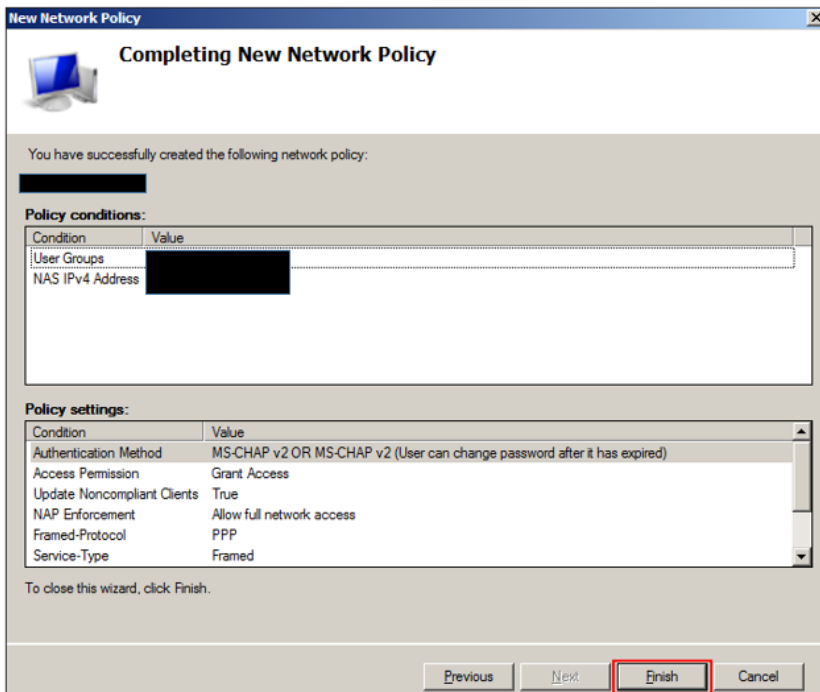 New Network Policy
Completing New Network Policy
You have successfully created the following network policy:
Policy conditions:
Condition Value
User Groups
NAS IPv4 Address
Policy settings:
Condition Value
Authentication Method MS-CHAP v2 OR MS-CHAP v2 (User can change password after it has expired)
Access Permission Grant Access
Update Noncompliant Clients True
NAP Enforcement Allow full network access
Framed-Protocol PPP
Service-Type Framed
To close this wizard, click Finish.
Previous Next Finish Cancel